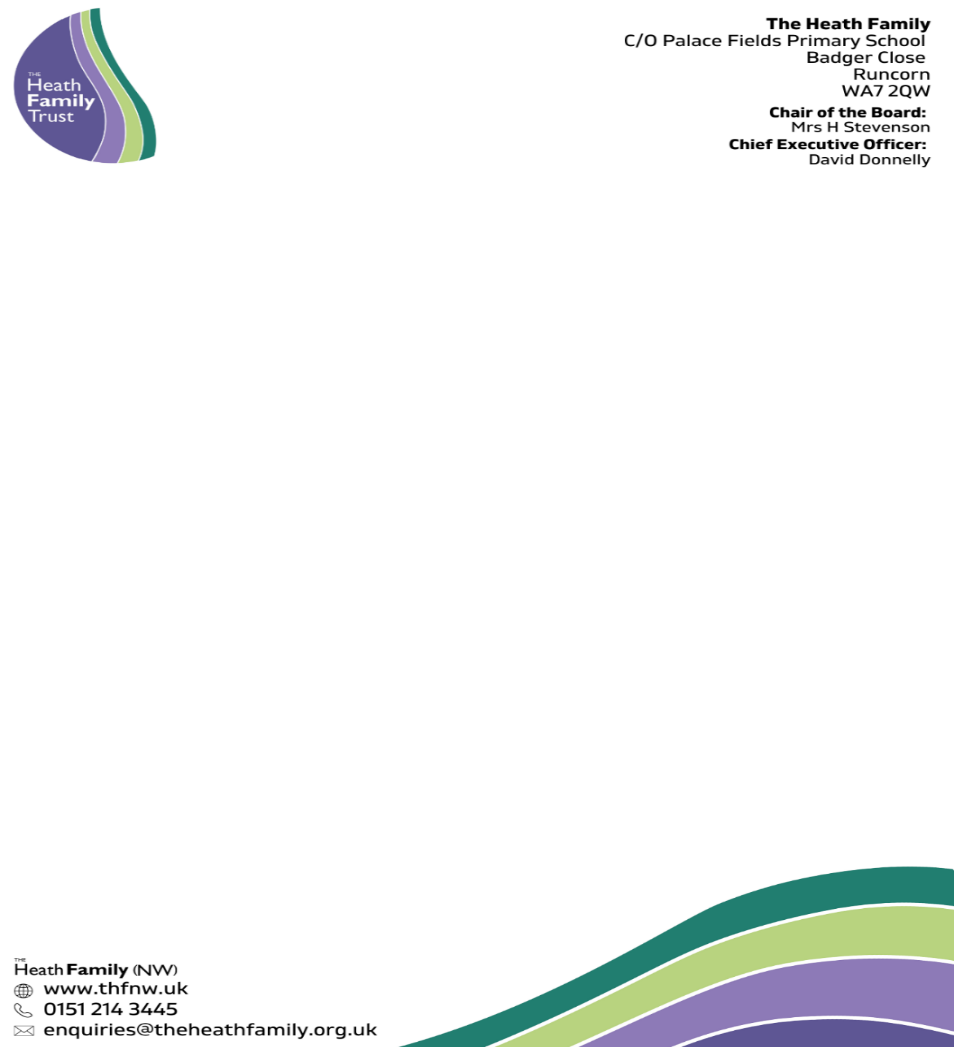 THE
Heath
Family
Trust
The Heath Family
C/O Palace Fields Primary School
Badger Close
Runcorn
WA7 2QW
Chair of the Board:
Mrs H Stevenson
Chief Executive Officer:
David Donnelly
THE
Heath Family (NW)
www.thfnw.uk
0151 214 3445
enquiries@theheathfamily.org.uk